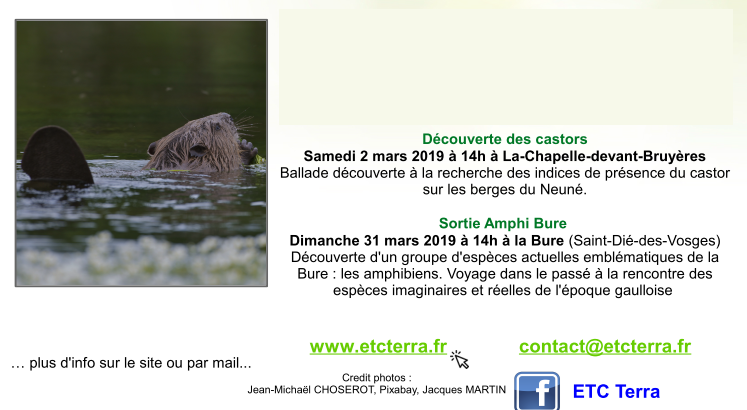 Découverte des castors
Samedi 2 mars 2019 à 14h à La-Chapelle-devant-Bruyères
Ballade découverte à la recherche des indices de présence du castor
sur les berges du Neuné.
Sortie Amphi Bure
Dimanche 31 mars 2019 à 14h à la Bure (Saint-Dié-des-Vosges)
Découverte d'un groupe d'espèces actuelles emblématiques de la
Bure : les amphibiens. Voyage dans le passé à la rencontre des
espèces imaginaires et réelles de l'époque gaulloise
www.etcterra.fr contact@etcterra.fr
… plus d'info sur le site ou par mail...
Credit photos :
Jean-Michaël CHOSEROT, Pixabay, Jacques MARTIN
f ETC Terra